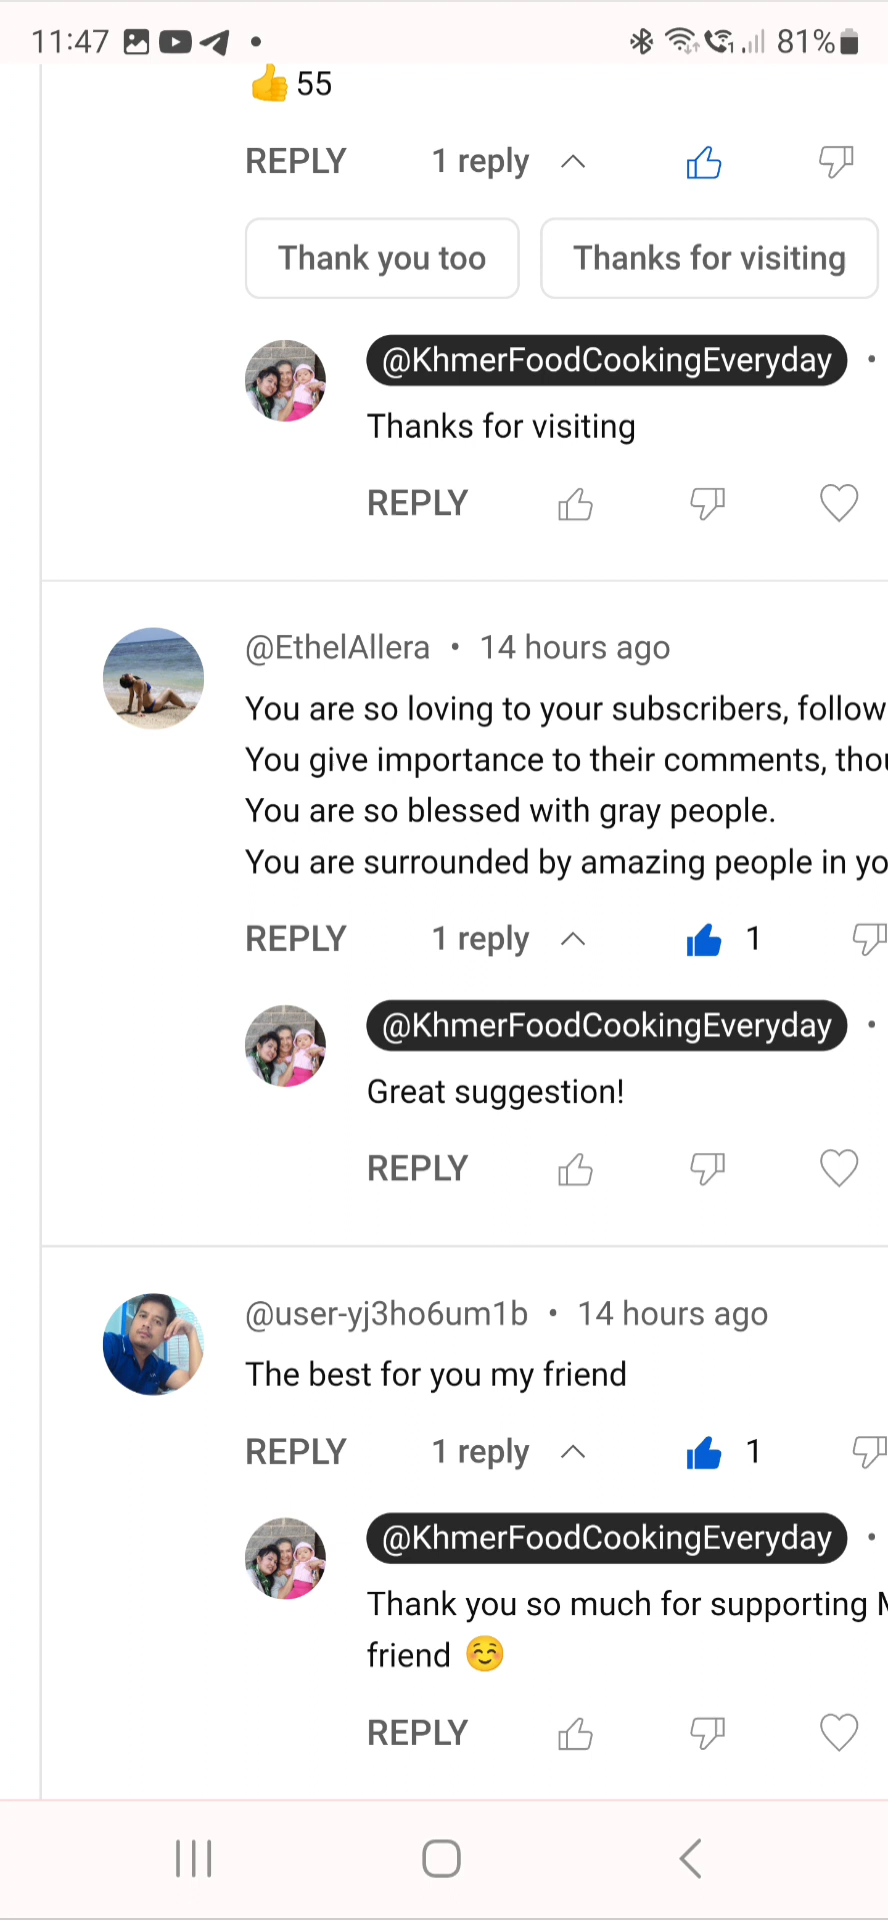 11:47 81%
👍 55
REPLY 1 reply
Thank you too Thanks for visiting
@KhmerFoodCookingEveryday •
Thanks for visiting
REPLY
@EthelAllera • 14 hours ago
You are so loving to your subscribers, follow
You give importance to their comments,
You are so blessed with gray people.
You are surrounded by amazing people in
REPLY 1 reply 1
@KhmerFoodCookingEveryday •
Great suggestion!
REPLY
@user-yj3ho6um1b • 14 hours ago
The best for you my friend
REPLY 1 reply 1
@KhmerFoodCookingEveryday •
Thank you so much for supporting
friend ☺️
REPLY